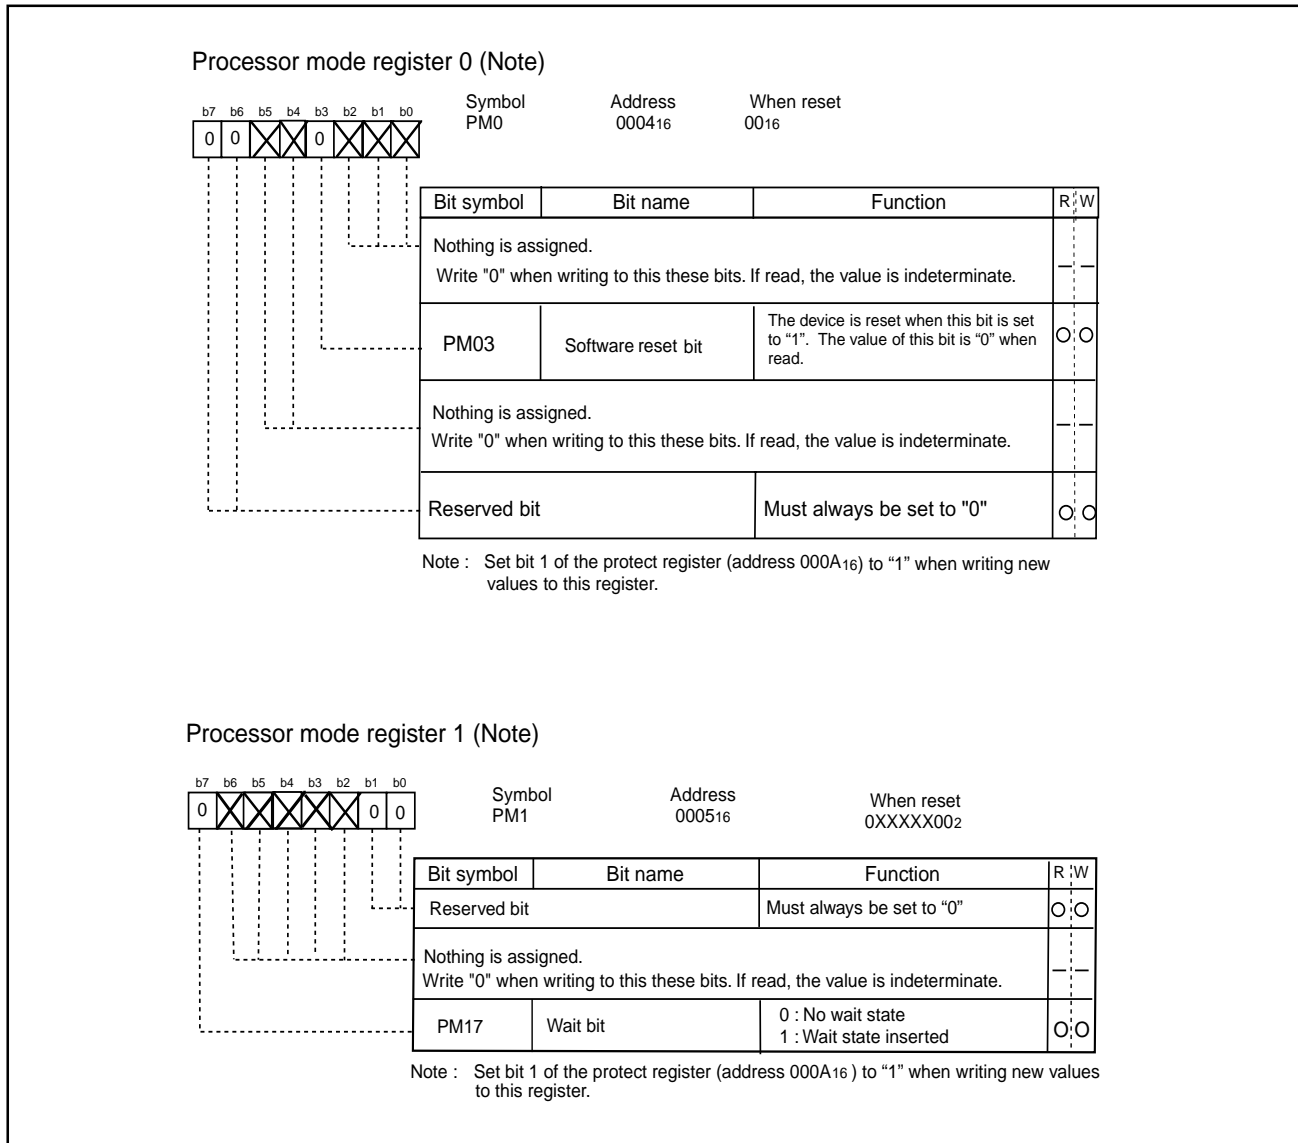 Processor mode register 0 (Note)
Symbol Address When reset
PM0 000416 0016
b7 b6 b5 b4 b3 b2 b1 b0
0 0 0
Bit symbol Bit name Function R W
Nothing is assigned.
Write "0" when writing to this these bits. If read, the value is indeterminate.
— —
PM03 Software reset bit
The device is reset when this bit is set
to “1”. The value of this bit is “0” when
read.
O O
Nothing is assigned.
Write "0" when writing to this these bits. If read, the value is indeterminate.
— —
Reserved bit Must always be set to "0" O O
Note : Set bit 1 of the protect register (address 000A16) to “1” when writing new
values to this register.
Processor mode register 1 (Note)
b7 b6 b5 b4 b3 b2 b1 b0
0 0 0
Symbol Address When reset
PM1 000516 0XXXXX002
Bit symbol Bit name Function R W
Reserved bit Must always be set to “0” O O
Nothing is assigned.
Write "0" when writing to this these bits. If read, the value is indeterminate.
— —
PM17 Wait bit
0 : No wait state
1 : Wait state inserted
O O
Note : Set bit 1 of the protect register (address 000A16 ) to “1” when writing new values
to this register.